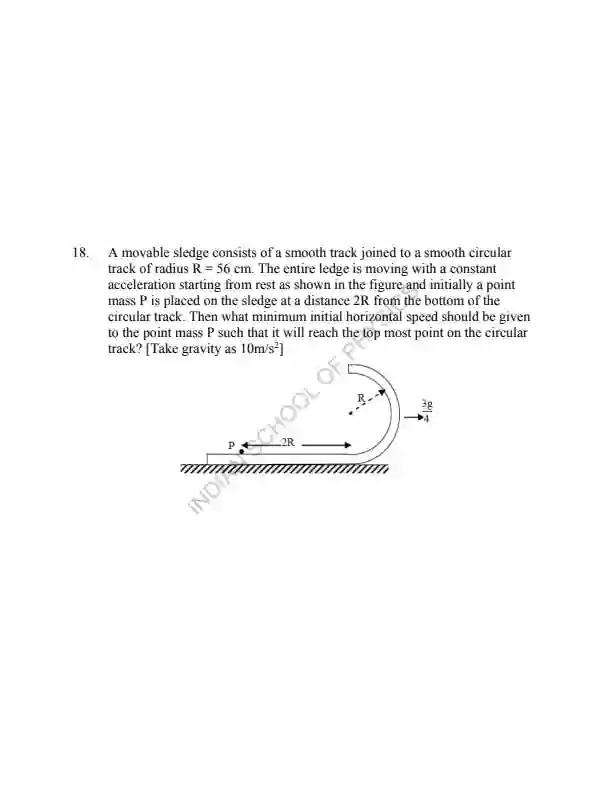 18. A movable sledge consists of a smooth track joined to a smooth circular
track of radius R = 56 cm. The entire ledge is moving with a constant
acceleration starting from rest as shown in the figure and initially a point
mass P is placed on the sledge at a distance 2R from the bottom of the
circular track. Then what minimum initial horizontal speed should be given
to the point mass P such that it will reach the top most point on the circular
track? [Take gravity as 10m/s²]
R
3g
4
P
2R
INDIAN SCHOOL OF PHYSICS